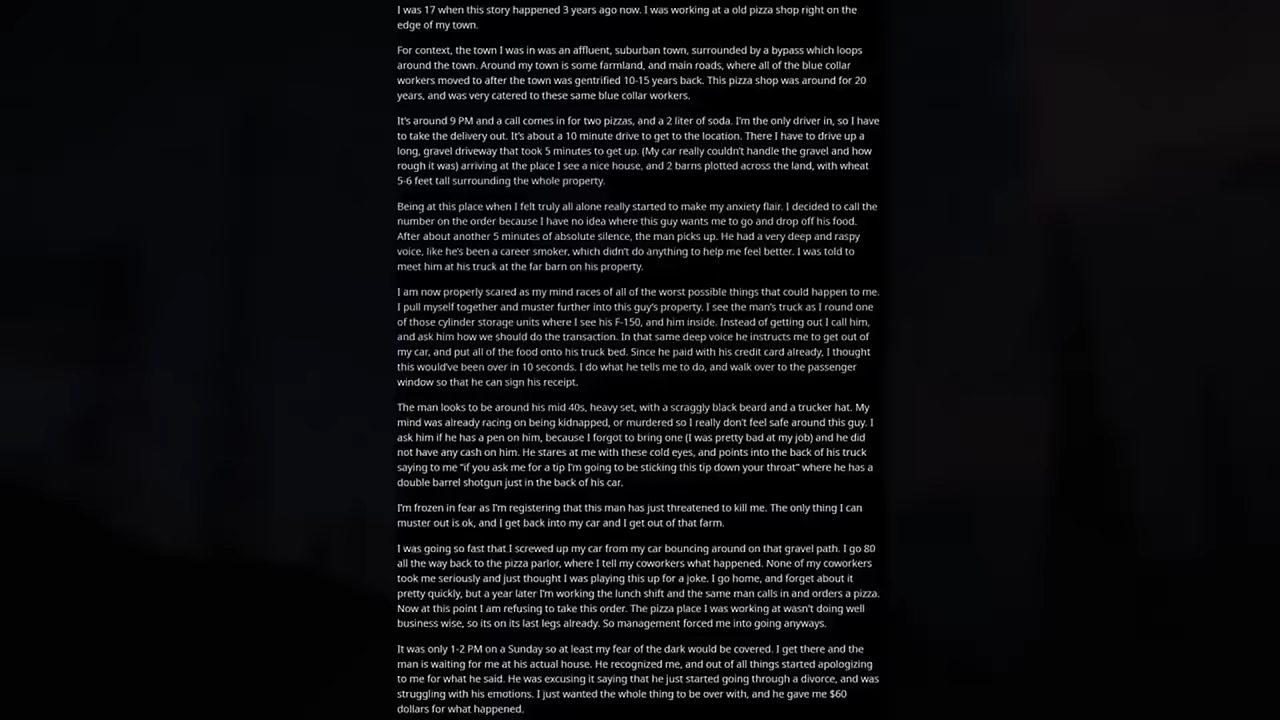 I was 17 when this story happened 3 years ago now. I was working at a old pizza shop right on the
edge of my town.
For context, the town I was in was an affluent, suburban town, surrounded by a bypass which loops
around the town. Around my town is some farmland, and main roads, where all of the blue collar
workers moved to after the town was gentrified 10-15 years back. This pizza shop was around for 20
years, and was very catered to these same blue collar workers.
It's around 9 PM and a call comes in for two pizzas, and a 2 liter of soda. I'm the only driver in, so I have
to take the delivery out. It's about a 10 minute drive to get to the location. There I have to drive up a
long, gravel driveway that took 5 minutes to get up. (My car really couldn't handle the gravel and how
rough it was) arriving at the place I see a nice house, and 2 barns plotted across the land, with wheat
5-6 feet tall surrounding the whole property.
Being at this place when I felt truly all alone really started to make my anxiety flair. I decided to call the
number on the order because I have no idea where this guy wants me to go and drop off his food.
After about another 5 minutes of absolute silence, the man picks up. He had a very deep and raspy
voice, like he's been a career smoker, which didn't do anything to help me feel better. I was told to
meet him at his truck at the far barn on his property.
I am now properly scared as my mind races of all of the worst possible things that could happen to me.
I pull myself together and muster further into this guy's property. I see the man's truck as I round one
of those cylinder storage units where I see his F-150, and him inside. Instead of getting out I call him,
and ask him how we should do the transaction. In that same deep voice he instructs me to get out of
my car, and put all of the food onto his truck bed. Since he paid with his credit card already, I thought
this would've been over in 10 seconds. I do what he tells me to do, and walk over to the passenger
window so that he can sign his receipt.
The man looks to be around his mid 40s, heavy set, with a scraggly black beard and a trucker hat. My
mind was already racing on being kidnapped, or murdered so I really don't feel safe around this guy. I
ask him if he has a pen on him, because I forgot to bring one (I was pretty bad at my job) and he did
not have any cash on him. He stares at me with these cold eyes, and points into the back of his truck
saying to me "if you ask me for a tip I'm going to be sticking this tip down your throat" where he has a
double barrel shotgun just in the back of his car.
I'm frozen in fear as I'm registering that this man has just threatened to kill me. The only thing I can
muster out is ok, and I get back into my car and I get out of that farm.
I was going so fast that I screwed up my car from my car bouncing around on that gravel path. I go 80
all the way back to the pizza parlor, where I tell my coworkers what happened. None of my coworkers
took me seriously and just thought I was playing this up for a joke. I go home, and forget about it
pretty quickly, but a year later I'm working the lunch shift and the same man calls in and orders a pizza.
Now at this point I am refusing to take this order. The pizza place I was working at wasn't doing well
business wise, so its on its last legs already. So management forced me into going anyways.
It was only 1-2 PM on a Sunday so at least my fear of the dark would be covered. I get there and the
man is waiting for me at his actual house. He recognized me, and out of all things started apologizing
to me for what he said. He was excusing it saying that he just started going through a divorce, and was
struggling with his emotions. I just wanted the whole thing to be over with, and he gave me $60
dollars for what happened.